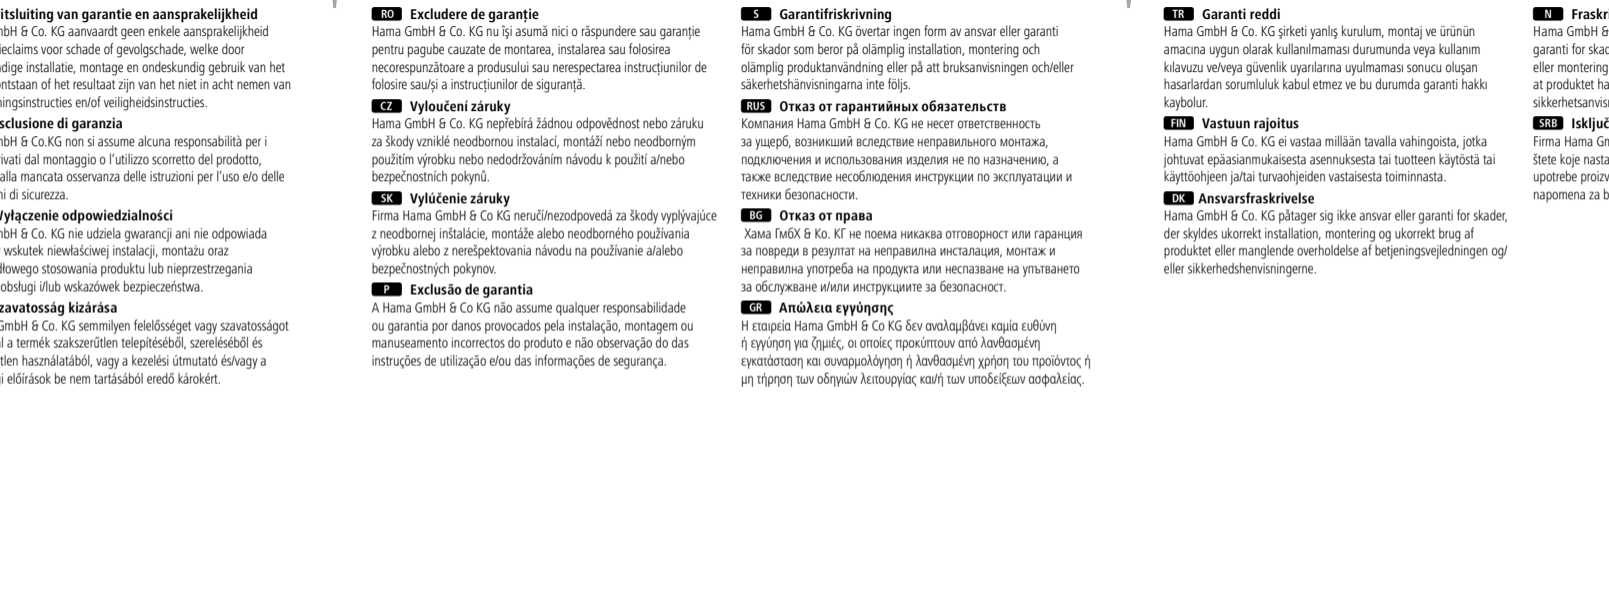 itsluiting van garantie en aansprakelijkheid
mbH & Co. KG aanvaardt geen enkele aansprakelijkheid
ieclaims voor schade of gevolgschade, welke door
dige installatie, montage en ondeskundig gebruik van het
ontstaan of het resultaat zijn van het niet in acht nemen van
ningsinstructies en/of veiligheidsinstructies.
sclusione di garanzia
mbH & Co.KG non si assume alcuna responsabilità per i
rivati dal montaggio o l'utilizzo scorretto del prodotto,
alla mancata osservanza delle istruzioni per l'uso e/o delle
ni di sicurezza.
Wyłączenie odpowiedzialności
mbH & Co. KG nie udziela gwarancji ani nie odpowiada
wskutek niewłaściwej instalacji, montażu oraz
dłowego stosowania produktu lub nieprzestrzegania
obsługi i/lub wskazówek bezpieczeństwa.
zavatosság kizárása
GmbH & Co. KG semmilyen felelősséget vagy szavatosságot
l a termék szakszerűtlen telepítéséből, szereléséből és
tlen használatából, vagy a kezelési útmutató és/vagy a
i előírások be nem tartásából eredő károkért.
RO Excludere de garanție
Hama GmbH & Co. KG nu își asumă nici o răspundere sau garanție
pentru pagube cauzate de montarea, instalarea sau folosirea
necorespunzătoare a produsului sau nerespectarea instrucțiunilor de
folosire sau/și a instrucțiunilor de siguranță.
CZ Vyloučení záruky
Hama GmbH & Co. KG nepřebírá žádnou odpovědnost nebo záruku
za škody vzniklé neodbornou instalací, montáží nebo neodborným
použitím výrobku nebo nedodržováním návodu k použití a/nebo
bezpečnostních pokynů.
SK Vylúčenie záruky
Firma Hama GmbH & Co KG neručí/nezodpovedá za škody vyplývajúce
z neodbornej inštalácie, montáže alebo neodborného používania
výrobku alebo z nerešpektovania návodu na používanie a/alebo
bezpečnostných pokynov.
P Exclusão de garantia
A Hama GmbH & Co KG não assume qualquer responsabilidade
ou garantia por danos provocados pela instalação, montagem ou
manuseamento incorrectos do produto e não observação do das
instruções de utilização e/ou das informações de segurança.
S Garantifriskrivning
Hama GmbH & Co. KG övertar ingen form av ansvar eller garanti
för skador som beror på olämplig installation, montering och
olämplig produktanvändning eller på att bruksanvisningen och/eller
säkerhetshänvisningarna inte följs.
RUS Отказ от гарантийных обязательств
Компания Hama GmbH & Co. KG не несет ответственность
за ущерб, возникший вследствие неправильного монтажа,
подключения и использования изделия не по назначению, а
также вследствие несоблюдения инструкции по эксплуатации и
техники безопасности.
BG Отказ от права
Хама ГмбХ & Ко. КГ не поема никаква отговорност или гаранция
за повреди в резултат на неправилна инсталация, монтаж и
неправилна употреба на продукта или неспазване на упътването
за обслужване и/или инструкциите за безопасност.
GR Απώλεια εγγύησης
Η εταιρεία Hama GmbH & Co KG δεν αναλαμβάνει καμία ευθύνη
ή εγγύηση για ζημιές, οι οποίες προκύπτουν από λανθασμένη
εγκατάσταση και συναρμολόγηση ή λανθασμένη χρήση του προϊόντος ή
μη τήρηση των οδηγιών λειτουργίας και/ή των υποδείξεων ασφαλείας.
TR Garanti reddi
Hama GmbH & Co. KG şirketi yanlış kurulum, montaj ve ürünün
amacına uygun olarak kullanılmaması durumunda veya kullanım
kılavuzu ve/veya güvenlik uyarılarına uyulmaması sonucu oluşan
hasarlardan sorumluluk kabul etmez ve bu durumda garanti hakkı
kaybolur.
FIN Vastuun rajoitus
Hama GmbH & Co. KG ei vastaa millään tavalla vahingoista, jotka
johtuvat epäasianmukaisesta asennuksesta tai tuotteen käytöstä tai
käyttöohjeen ja/tai turvaohjeiden vastaisesta toiminnasta.
DK Ansvarsfraskrivelse
Hama GmbH & Co. KG påtager sig ikke ansvar eller garanti for skader,
der skyldes ukorrekt installation, montering og ukorrekt brug af
produktet eller manglende overholdelse af betjeningsvejledningen og/
eller sikkerhedshenvisningerne.
N Fraskri
Hama GmbH &
garanti for skad
eller montering
at produktet ha
sikkerhetsanvisn
SRB Isključ
Firma Hama Gm
štete koje nasta
upotrebe proizv
napomena za b